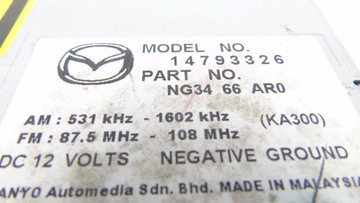 MODEL NO.
14793326
PART NO.
NG34 66 AR0
AM : 531 kHz - 1602 kHz (KA300)
FM : 87.5 MHz - 108 MHz
DC 12 VOLTS NEGATIVE GROUND
ANYO Automedia Sdn. Bhd. MADE IN MALAYSIA